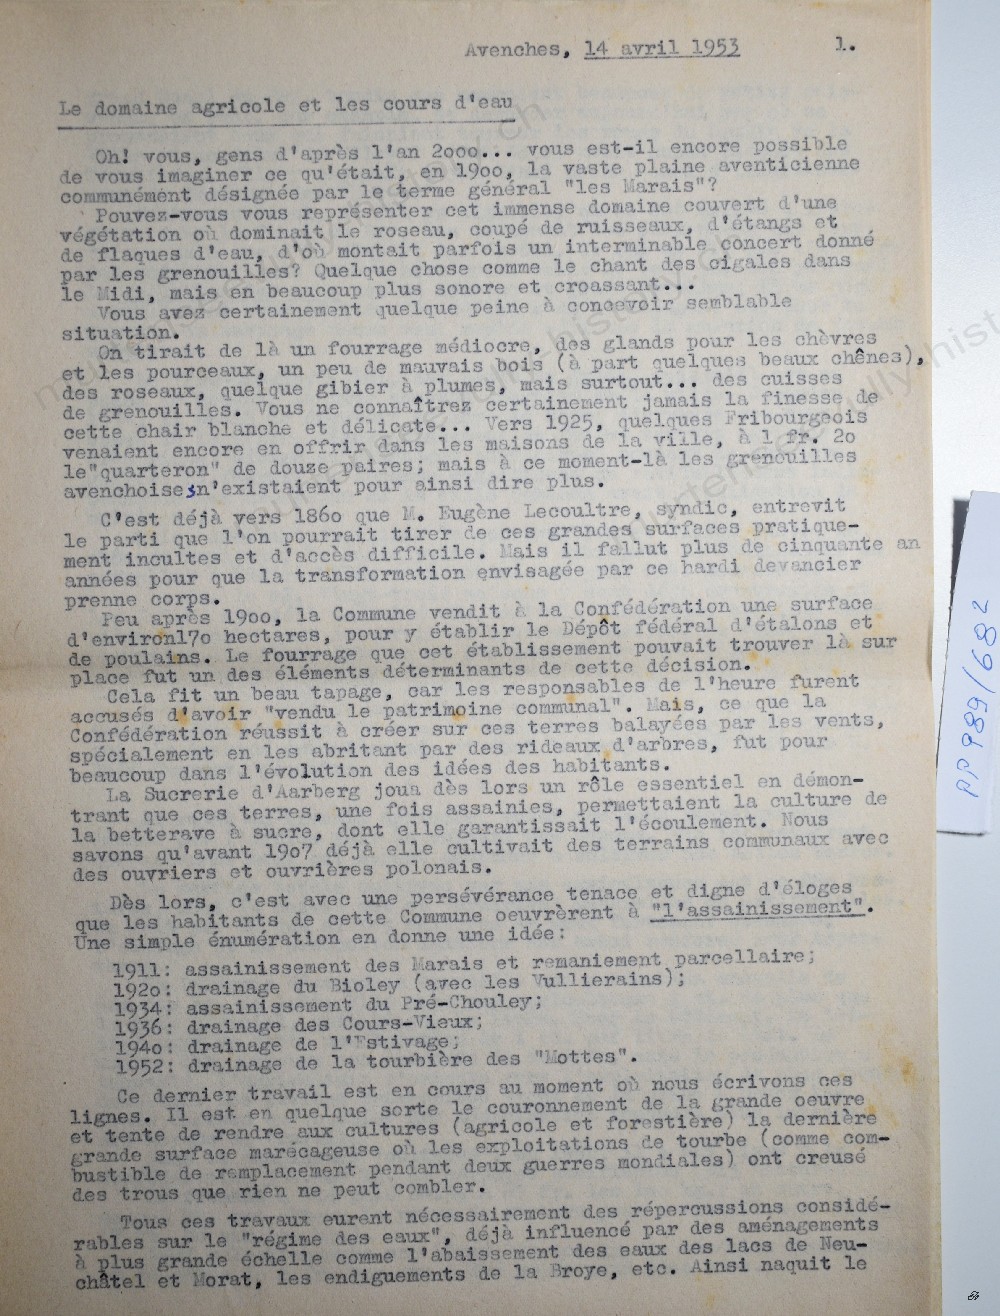 Avenches, 14 avril 1953 1.
Le domaine agricole et les cours d'eau
Oh! vous, gens d'après l'an 2000... vous est-il encore possible
de vous imaginer ce qu'était, en 1900, la vaste plaine aventicienne
communément désignée par le terme général "les Marais"?
Pouvez-vous vous représenter cet immense domaine couvert d'une
végétation où dominait le roseau, coupé de ruisseaux, d'étangs et
de flaques d'eau, d'où montait parfois un interminable concert donné
par les grenouilles? Quelque chose comme le chant des cigales dans
le Midi, mais en beaucoup plus sonore et croassant...
Vous avez certainement quelque peine à concevoir semblable
situation.
On tirait de là un fourrage médiocre, des glands pour les chèvres
et les pourceaux, un peu de mauvais bois (à part quelques beaux chênes),
des roseaux, quelque gibier à plumes, mais surtout... des cuisses
de grenouilles. Vous ne connaîtrez certainement jamais la finesse de
cette chair blanche et délicate... Vers 1925, quelques Fribourgeois
venaient encore en offrir dans les maisons de la ville, à 1 fr. 20
le"quarteron" de douze paires; mais à ce moment-là les grenouilles
avenchoises n'existaient pour ainsi dire plus.
C'est déjà vers 1860 que M. Eugène Lecoultre, syndic, entrevit
le parti que l'on pourrait tirer de ces grandes surfaces pratique-
ment incultes et d'accès difficile. Mais il fallut plus de cinquante an
années pour que la transformation envisagée par ce hardi devancier
prenne corps.
Peu après 1900, la Commune vendit à la Confédération une surface
d'environ170 hectares, pour y établir le Dépôt fédéral d'étalons et
de poulains. Le fourrage que cet établissement pouvait trouver là sur
place fut un des éléments déterminants de cette décision.
Cela fit un beau tapage, car les responsables de l'heure furent
accusés d'avoir "vendu le patrimoine communal". Mais, ce que la
Confédération réussit à créer sur ces terres balayées par les vents,
spécialement en les abritant par des rideaux d'arbres, fut pour
beaucoup dans l'évolution des idées des habitants.
La Sucrerie d'Aarberg joua dès lors un rôle essentiel en démon-
trant que ces terres, une fois assainies, permettaient la culture de
la betterave à sucre, dont elle garantissait l'écoulement. Nous
savons qu'avant 1907 déjà elle cultivait des terrains communaux avec
des ouvriers et ouvrières polonais.
Dès lors, c'est avec une persévérance tenace et digne d'éloges
que les habitants de cette Commune oeuvrèrent à "l'assainissement".
Une simple énumération en donne une idée:
1911: assainissement des Marais et remaniement parcellaire;
1920: drainage du Bioley (avec les Vullierains);
1934: assainissement du Pré-Chouley;
1936: drainage des Cours-Vieux;
1940: drainage de l'Estivage;
1952: drainage de la tourbière des "Mottes".
Ce dernier travail est en cours au moment où nous écrivons ces
lignes. Il est en quelque sorte le couronnement de la grande oeuvre
et tente de rendre aux cultures (agricole et forestière) la dernière
grande surface marécageuse où les exploitations de tourbe (comme com-
bustible de remplacement pendant deux guerres mondiales) ont creusé
des trous que rien ne peut combler.
Tous ces travaux eurent nécessairement des répercussions considé-
rables sur le "régime des eaux", déjà influencé par des aménagements
à plus grande échelle comme l'abaissement des eaux des lacs de Neu-
châtel et Morat, les endiguements de la Broye, etc. Ainsi naquit le
PP 989/682